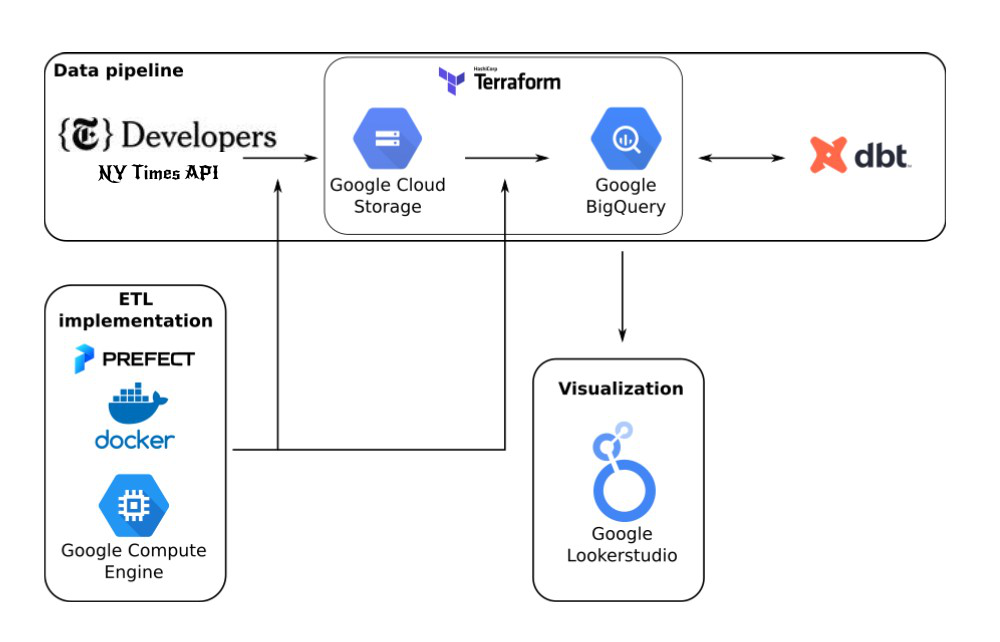 Data pipeline
HashiCorp
Terraform
{T} Developers
NY Times API
Google Cloud
Storage
Google
BigQuery
dbt
ETL
implementation
PREFECT
docker
Google Compute
Engine
Visualization
Google
Lookerstudio